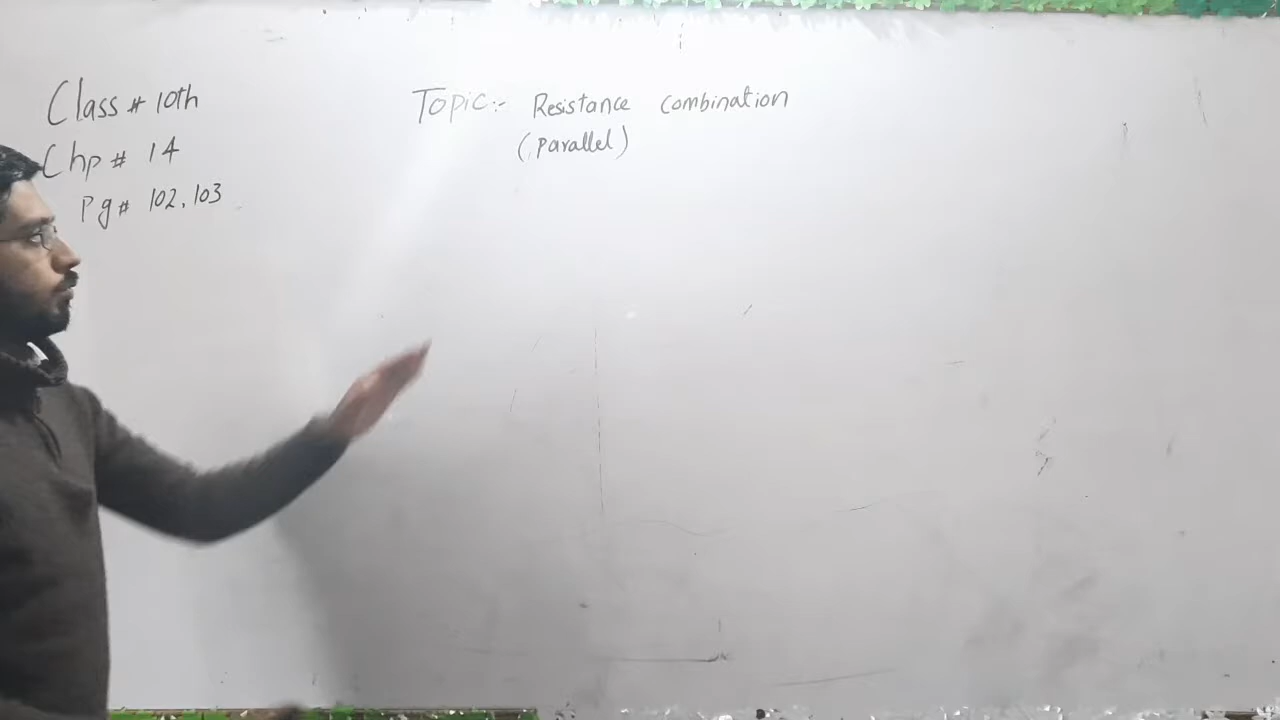 Class # 10th
Chp # 14
Pg# 102, 103
Topic:- Resistance Combination
(Parallel)